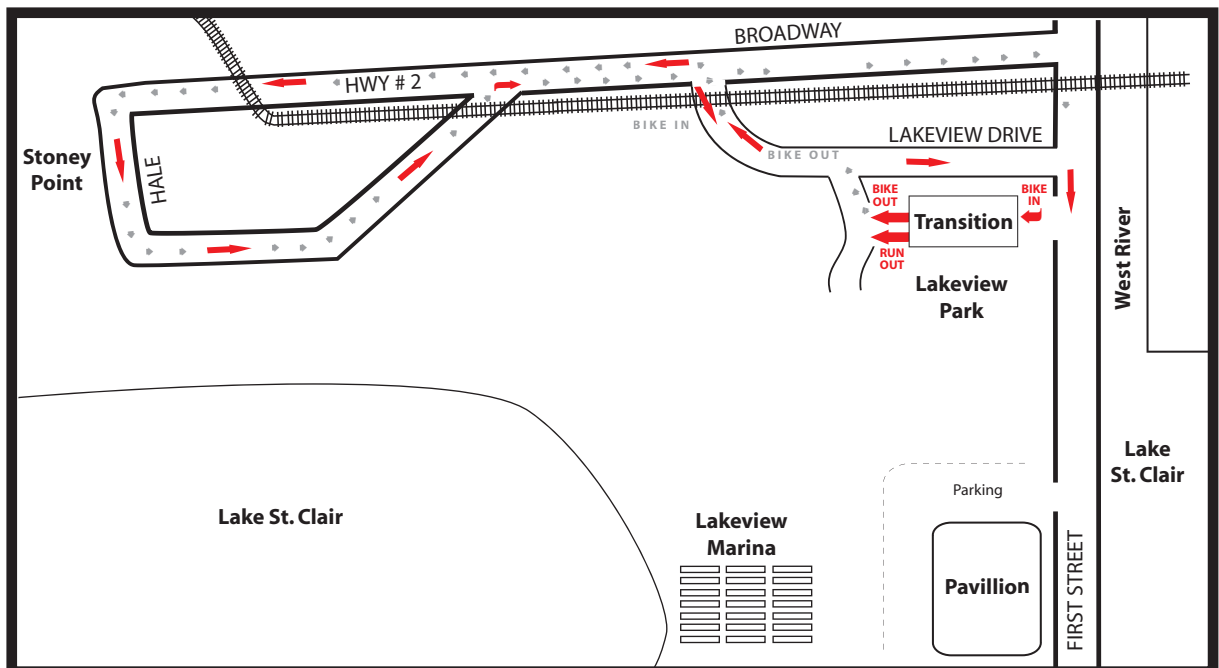 BROADWAY
HWY # 2
BIKE IN
LAKEVIEW DRIVE
Stoney
Point
HALE
BIKE OUT
BIKE
OUT
BIKE
IN
Transition
RUN
OUT
Lakeview
Park
West River
Lake
St. Clair
Parking
Lake St. Clair
Lakeview
Marina
Pavillion
FIRST STREET